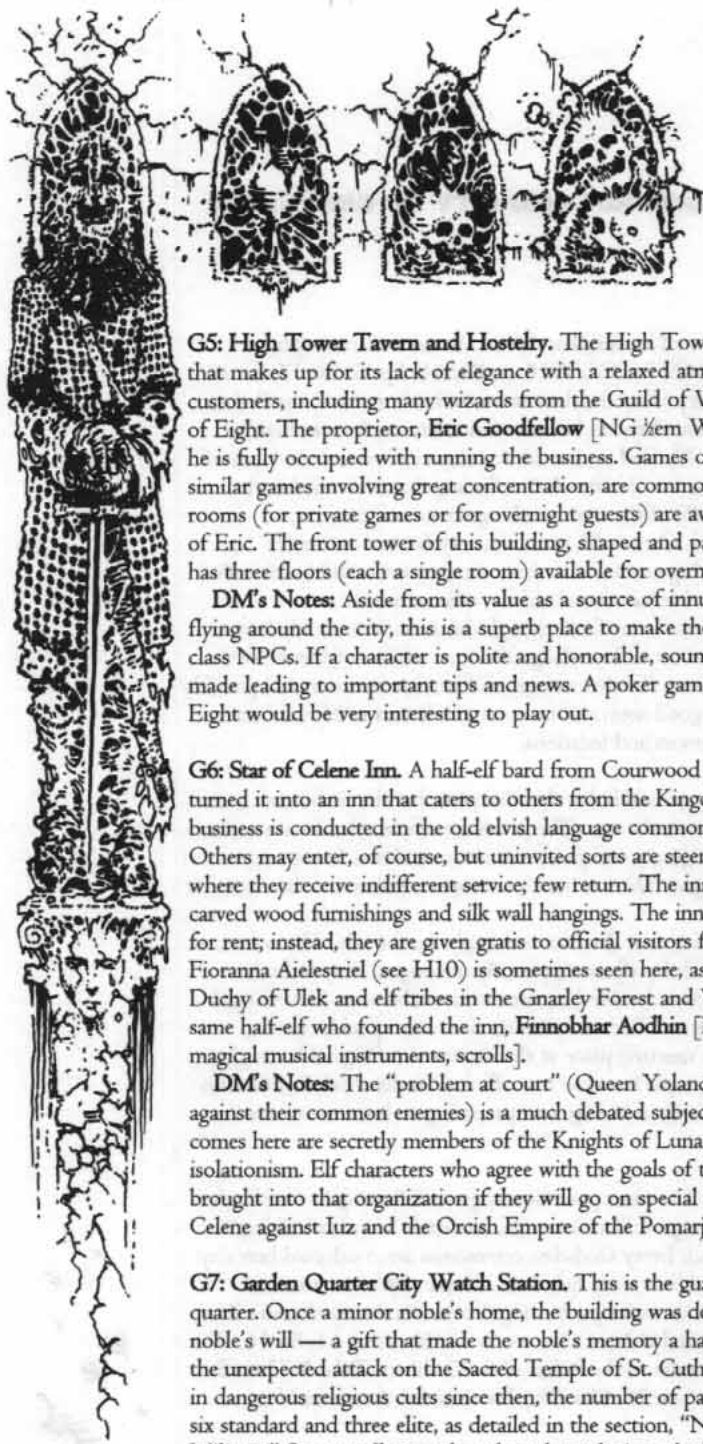 G5: High Tower Tavern and Hostelry. The High Tow
that makes up for its lack of elegance with a relaxed atm
customers, including many wizards from the Guild of W
of Eight. The proprietor, Eric Goodfellow [NG ½em W
he is fully occupied with running the business. Games o
similar games involving great concentration, are commo
rooms (for private games or for overnight guests) are av
of Eric. The front tower of this building, shaped and pa
has three floors (each a single room) available for overn
DM's Notes: Aside from its value as a source of innu
flying around the city, this is a superb place to make the
class NPCs. If a character is polite and honorable, soun
made leading to important tips and news. A poker gam
Eight would be very interesting to play out.
G6: Star of Celene Inn. A half-elf bard from Courwood
turned it into an inn that caters to others from the King
business is conducted in the old elvish language common
Others may enter, of course, but uninvited sorts are steer
where they receive indifferent service; few return. The inn
carved wood furnishings and silk wall hangings. The inn
for rent; instead, they are given gratis to official visitors f
Fioranna Aielestriel (see H10) is sometimes seen here, as
Duchy of Ulek and elf tribes in the Gnarley Forest and
same half-elf who founded the inn, Finnobhar Aodhin [
magical musical instruments, scrolls].
DM's Notes: The "problem at court" (Queen Yoland
against their common enemies) is a much debated subjec
comes here are secretly members of the Knights of Luna
isolationism. Elf characters who agree with the goals of t
brought into that organization if they will go on special
Celene against Iuz and the Orcish Empire of the Pomarj
G7: Garden Quarter City Watch Station. This is the gua
quarter. Once a minor noble's home, the building was de
noble's will — a gift that made the noble's memory a ha
the unexpected attack on the Sacred Temple of St. Cuth
in dangerous religious cults since then, the number of pa
six standard and three elite, as detailed in the section, "N